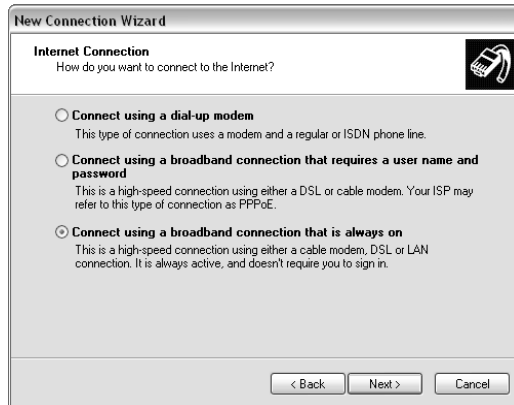 New Connection Wizard
Internet Connection
How do you want to connect to the Internet?
Connect using a dial-up modem
This type of connection uses a modem and a regular or ISDN phone line.
Connect using a broadband connection that requires a user name and
password
This is a high-speed connection using either a DSL or cable modem. Your ISP may
refer to this type of connection as PPPoE.
Connect using a broadband connection that is always on
This is a high-speed connection using either a cable modem, DSL or LAN
connection. It is always active, and doesn't require you to sign in.
< Back Next > Cancel